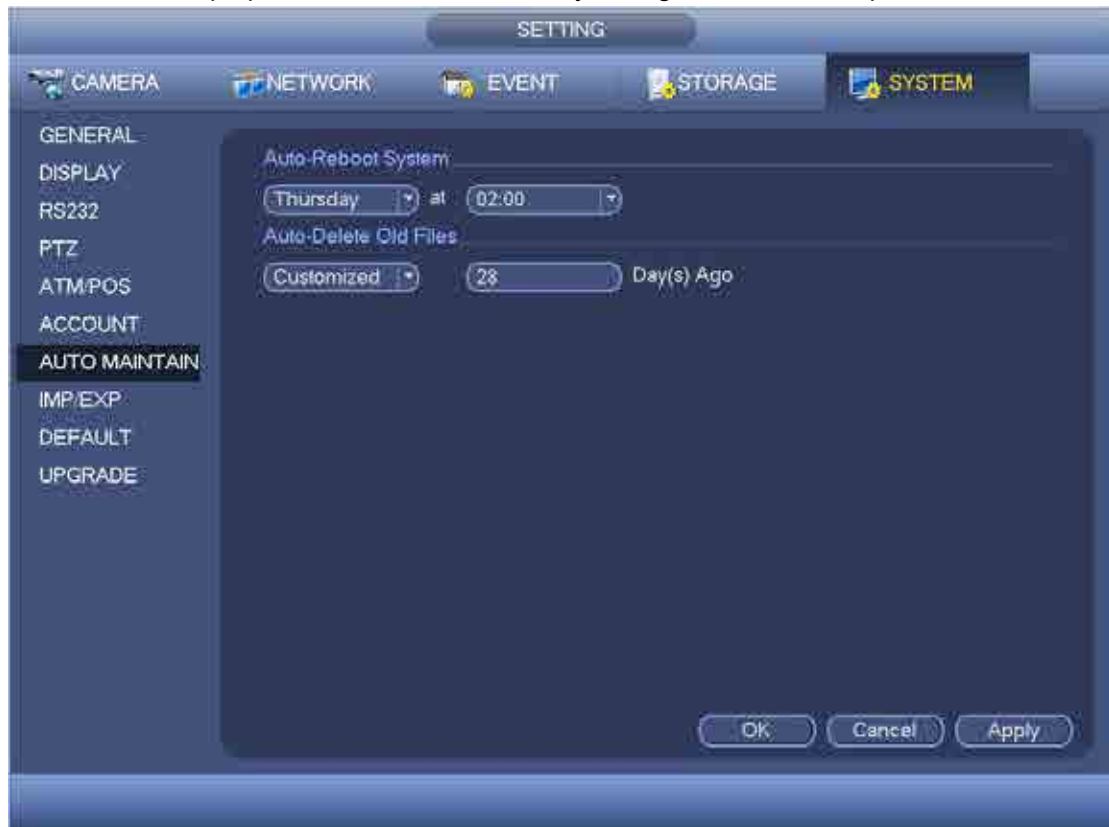 SETTING
CAMERA NETWORK EVENT STORAGE SYSTEM
GENERAL
DISPLAY
RS232
PTZ
ATM/POS
ACCOUNT
AUTO MAINTAIN
IMP/EXP
DEFAULT
UPGRADE
Auto-Reboot System
Thursday at 02:00
Auto-Delete Old Files
Customized 28 Day(s) Ago
OK Cancel Apply